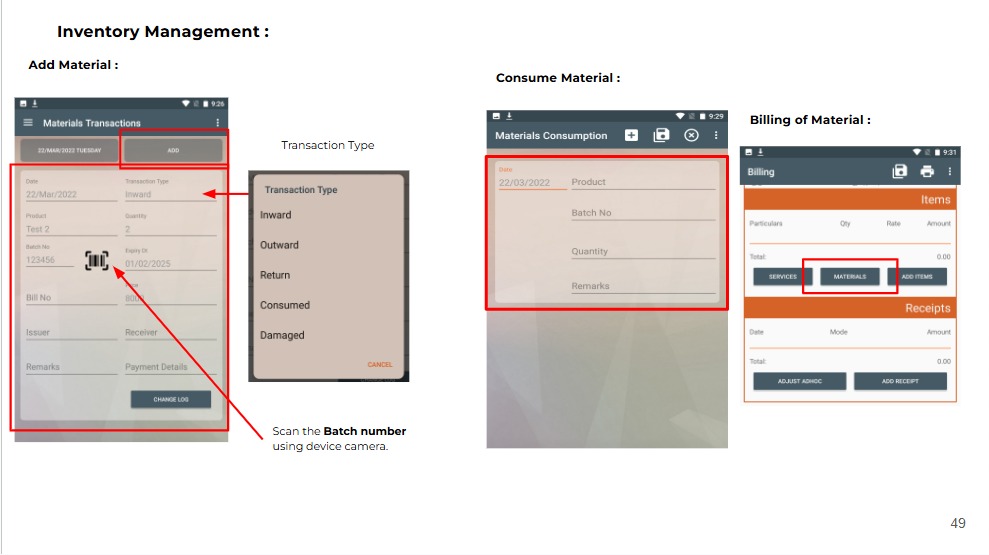 Inventory Management :
Add Material :
9:26
Materials Transactions
22/MAR/2022 TUESDAY
ADD
Date
22/Mar/2022
Transaction Type
Inward
Product
Test 2
Quantity
2
Batch No
123456
Expiry Dt
01/02/2025
Bill No
Issuer
Receiver
Remarks
Payment Details
CHANGE LOG
Transaction Type
Transaction Type
Inward
Outward
Return
Consumed
Damaged
CANCEL
Scan the Batch number
using device camera.
Consume Material :
9:29
Materials Consumption
Date
22/03/2022
Product
Batch No
Quantity
Remarks
Billing of Material :
9:31
Billing
Items
Particulars Qty Rate Amount
Total: 0.00
SERVICES MATERIALS ADD ITEMS
Receipts
Date Mode Amount
Total: 0.00
ADJUST ADHOC ADD RECEIPT
49